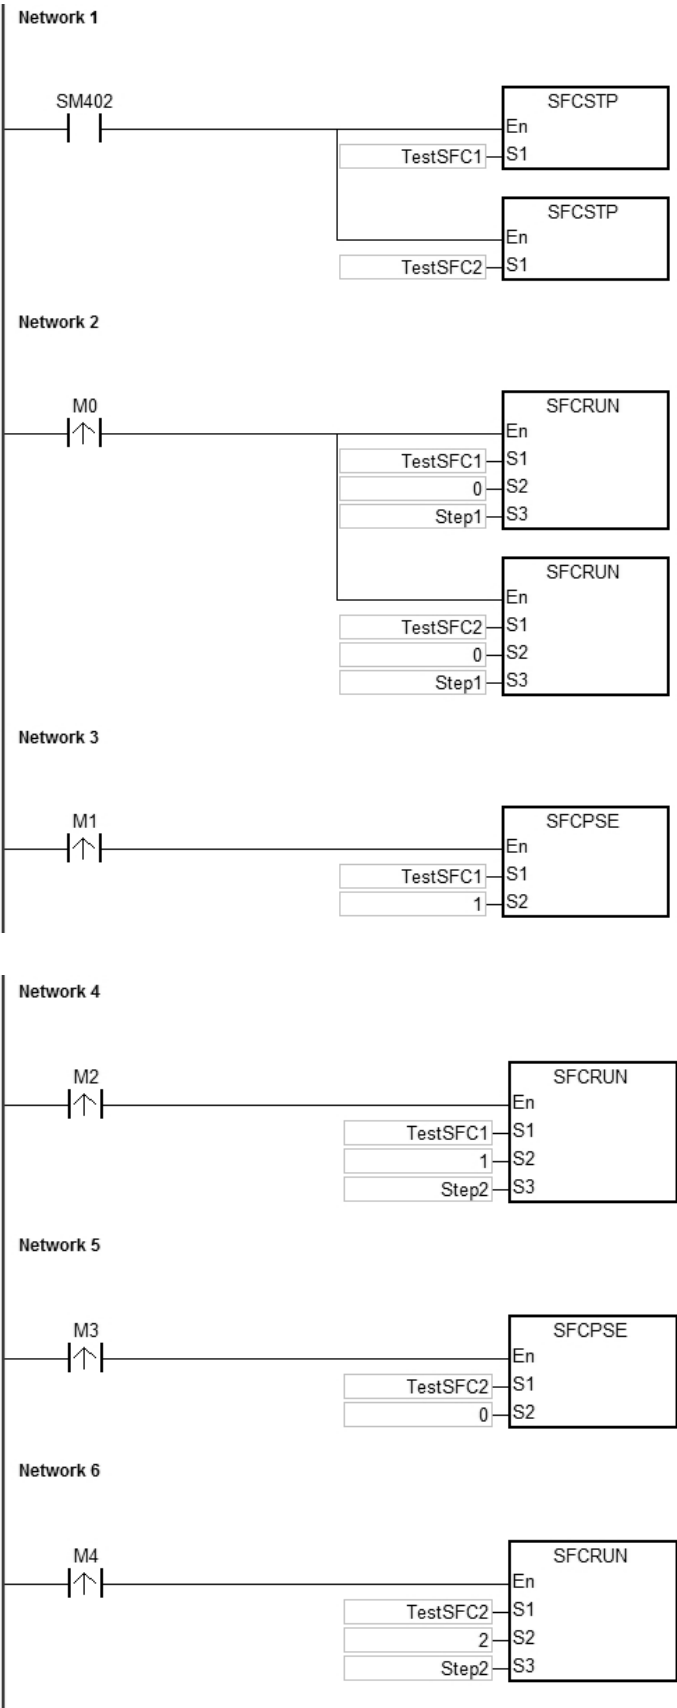 Network 1
SM402
SFCSTP
En
TestSFC1 S1
SFCSTP
En
TestSFC2 S1
Network 2
M0
SFCRUN
En
TestSFC1 S1
0 S2
Step1 S3
SFCRUN
En
TestSFC2 S1
0 S2
Step1 S3
Network 3
M1
SFCPSE
En
TestSFC1 S1
1 S2
Network 4
M2
SFCRUN
En
TestSFC1 S1
1 S2
Step2 S3
Network 5
M3
SFCPSE
En
TestSFC2 S1
0 S2
Network 6
M4
SFCRUN
En
TestSFC2 S1
2 S2
Step2 S3